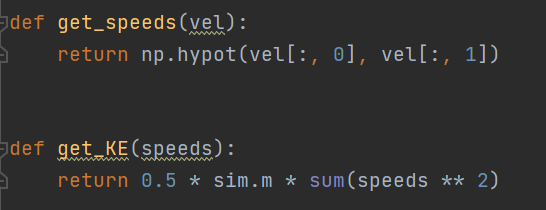 def get_speeds(vel):
    return np.hypot(vel[:, 0], vel[:, 1])
def get_KE(speeds):
    return 0.5 * sim.m * sum(speeds ** 2)